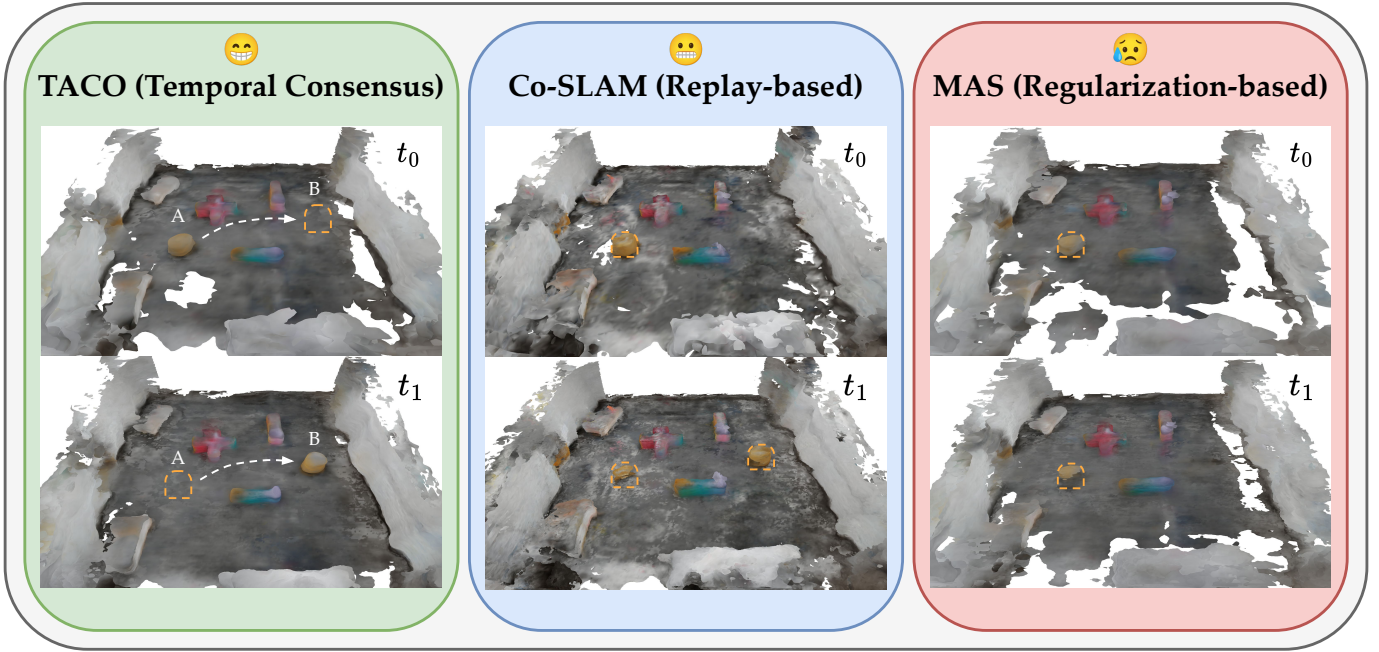 TACO (Temporal Consensus)
t₀
A
B
t₁
A
B
Co-SLAM (Replay-based)
t₀
t₁
MAS (Regularization-based)
t₀
t₁